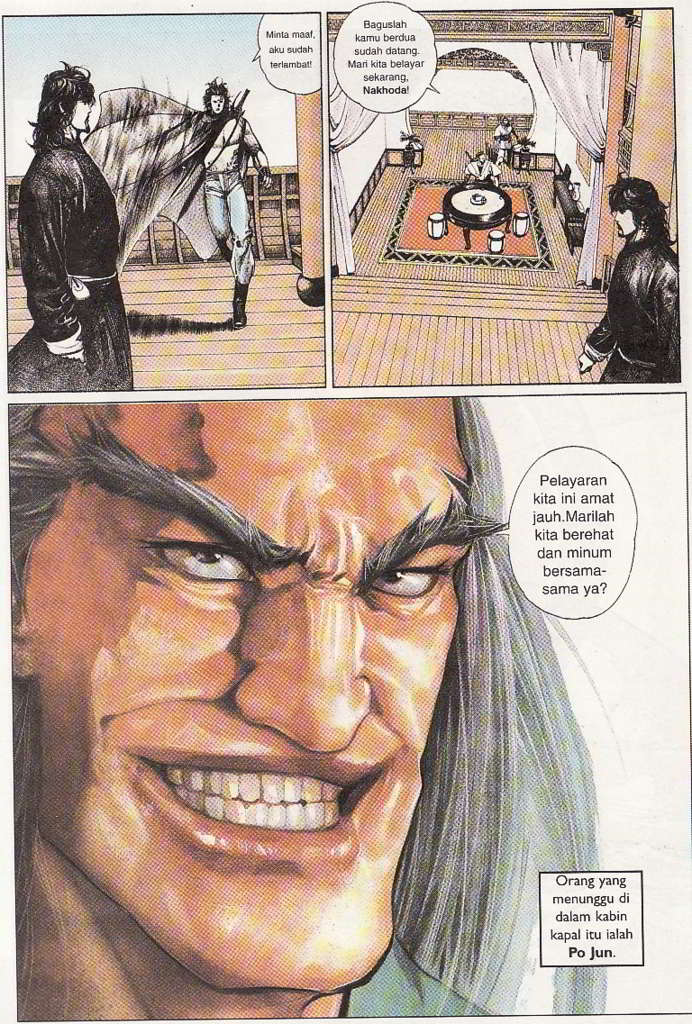 Minta maaf,
aku sudah
terlambat!
Baguslah
kamu berdua
sudah datang.
Mari kita belayar
sekarang,
Nakhoda!
Pelayaran
kita ini amat
jauh.Marilah
kita berehat
dan minum
bersama-
sama ya?
Orang yang
menunggu di
dalam kabin
kapal itu ialah
Po Jun.